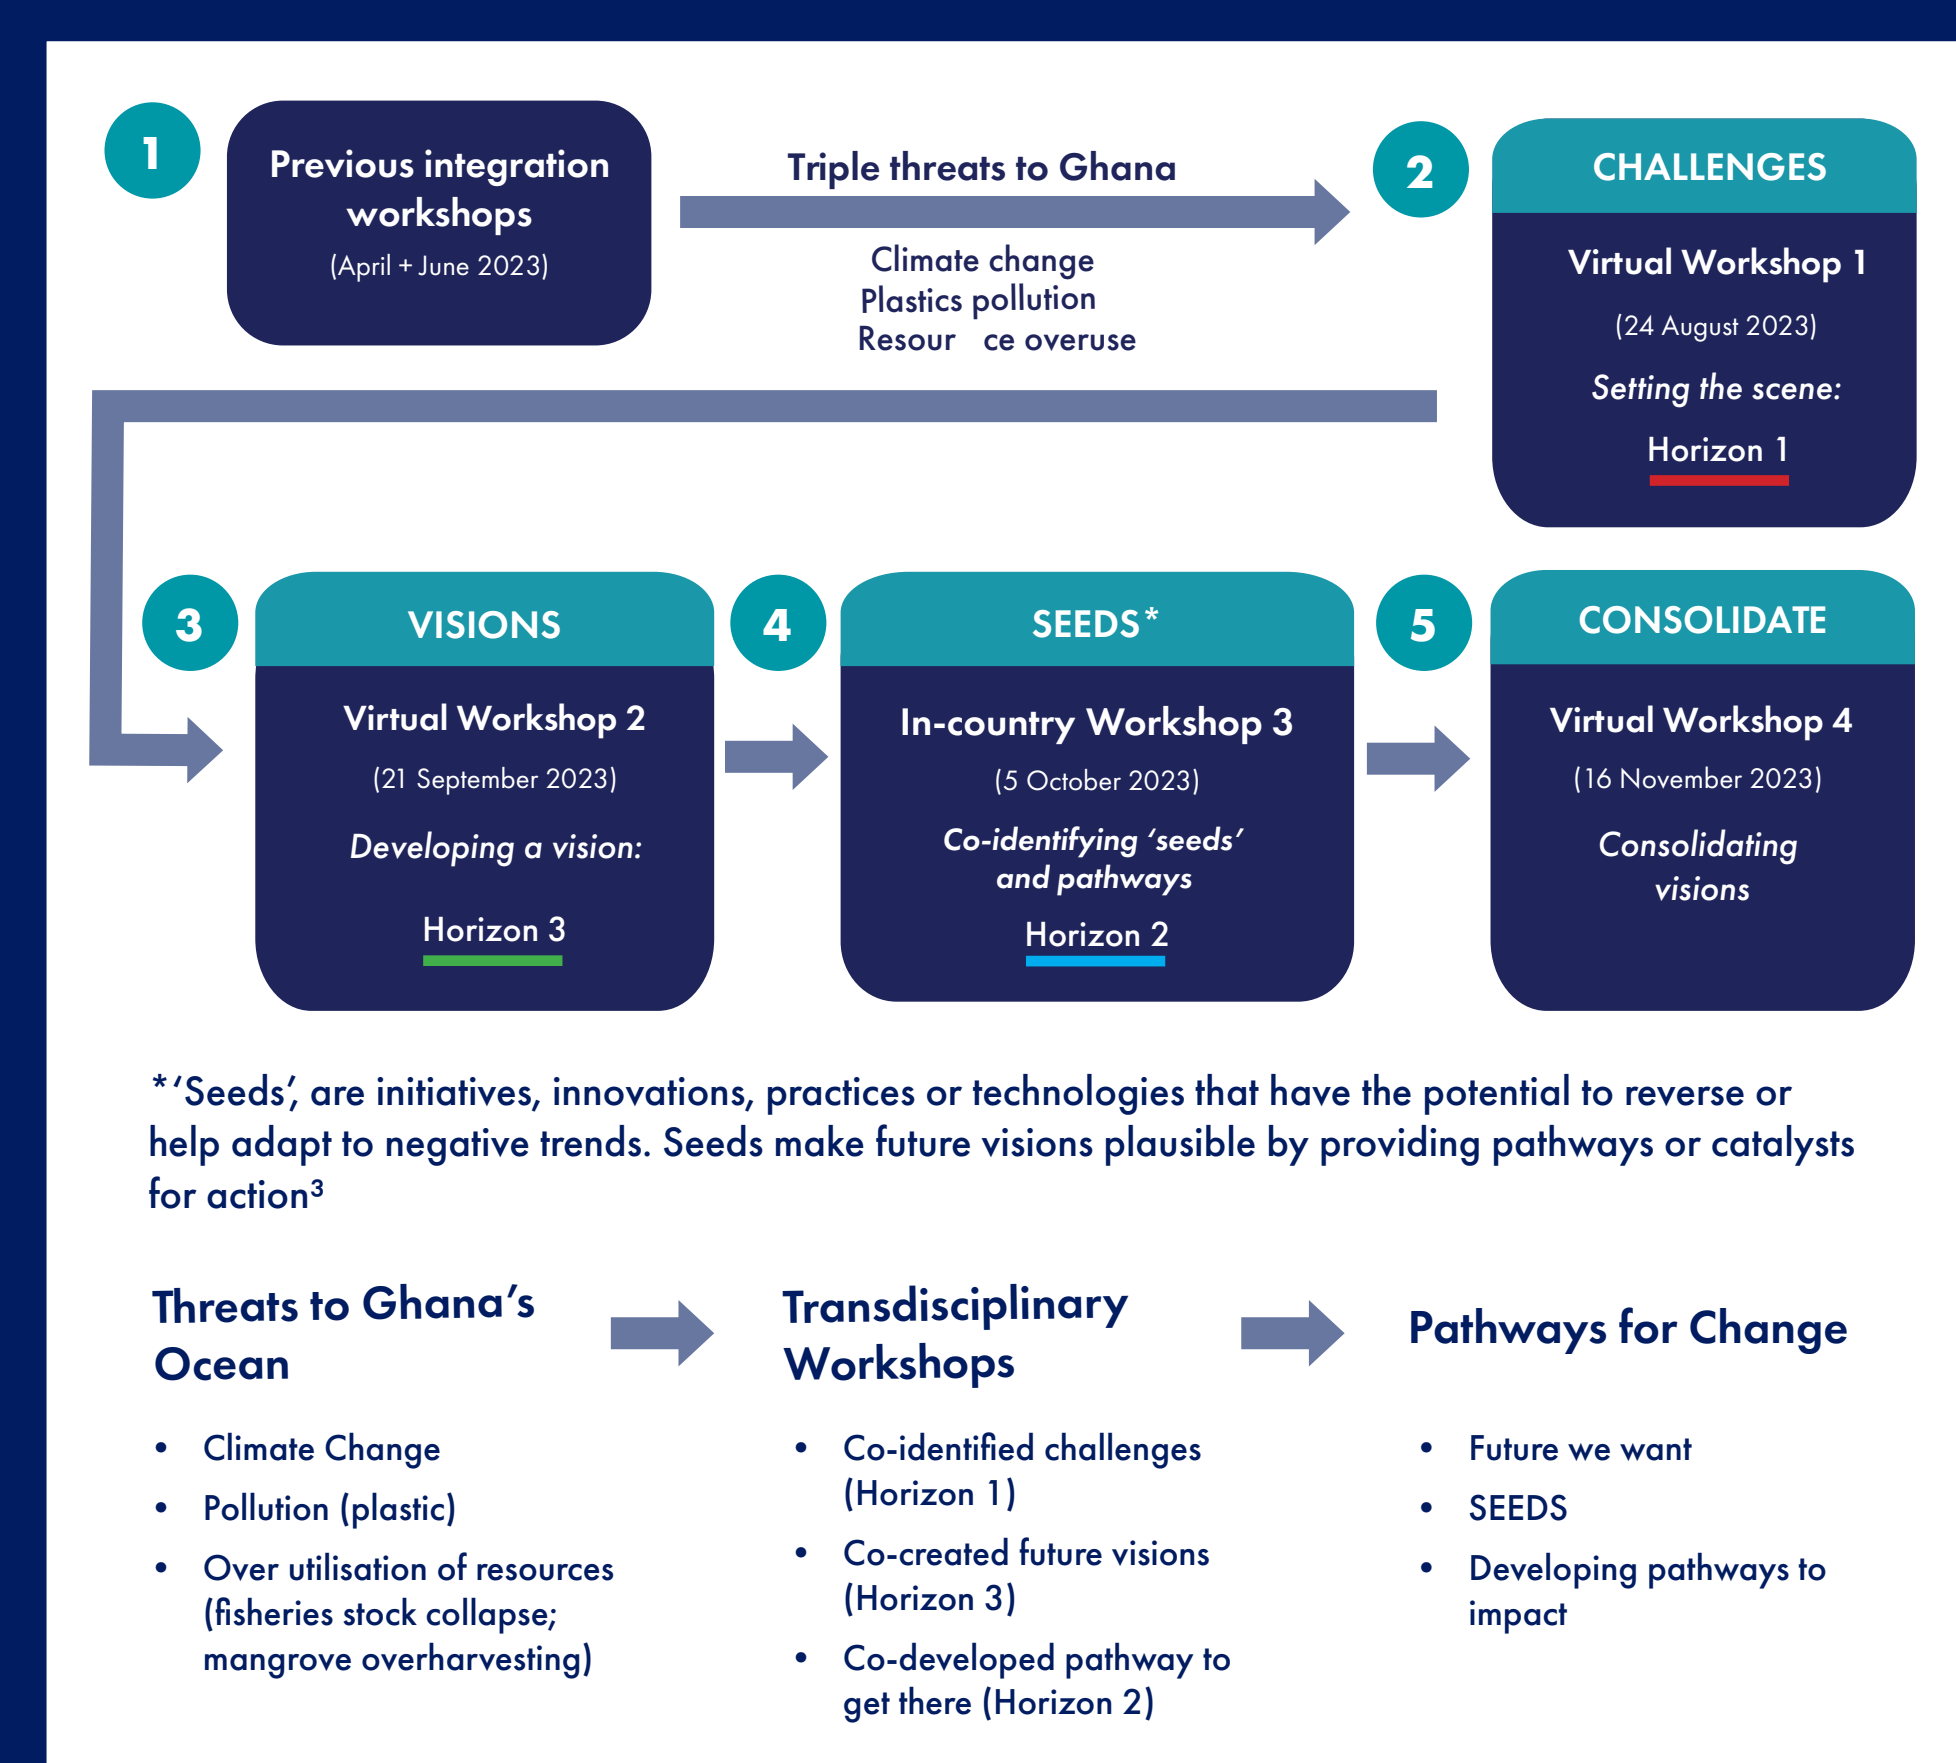 1
Previous integration
workshops
(April + June 2023)
Triple threats to Ghana
Climate change
Plastics pollution
Resour ce overuse
2
CHALLENGES
Virtual Workshop 1
(24 August 2023)
Setting the scene:
Horizon 1
3
VISIONS
Virtual Workshop 2
(21 September 2023)
Developing a vision:
Horizon 3
4
SEEDS*
In-country Workshop 3
(5 October 2023)
Co-identifying ‘seeds’
and pathways
Horizon 2
5
CONSOLIDATE
Virtual Workshop 4
(16 November 2023)
Consolidating
visions
*‘Seeds’, are initiatives, innovations, practices or technologies that have the potential to reverse or
help adapt to negative trends. Seeds make future visions plausible by providing pathways or catalysts
for action³
Threats to Ghana’s
Ocean
• Climate Change
• Pollution (plastic)
• Over utilisation of resources
(fisheries stock collapse;
mangrove overharvesting)
Transdisciplinary
Workshops
• Co-identified challenges
(Horizon 1)
• Co-created future visions
(Horizon 3)
• Co-developed pathway to
get there (Horizon 2)
Pathways for Change
• Future we want
• SEEDS
• Developing pathways to
impact